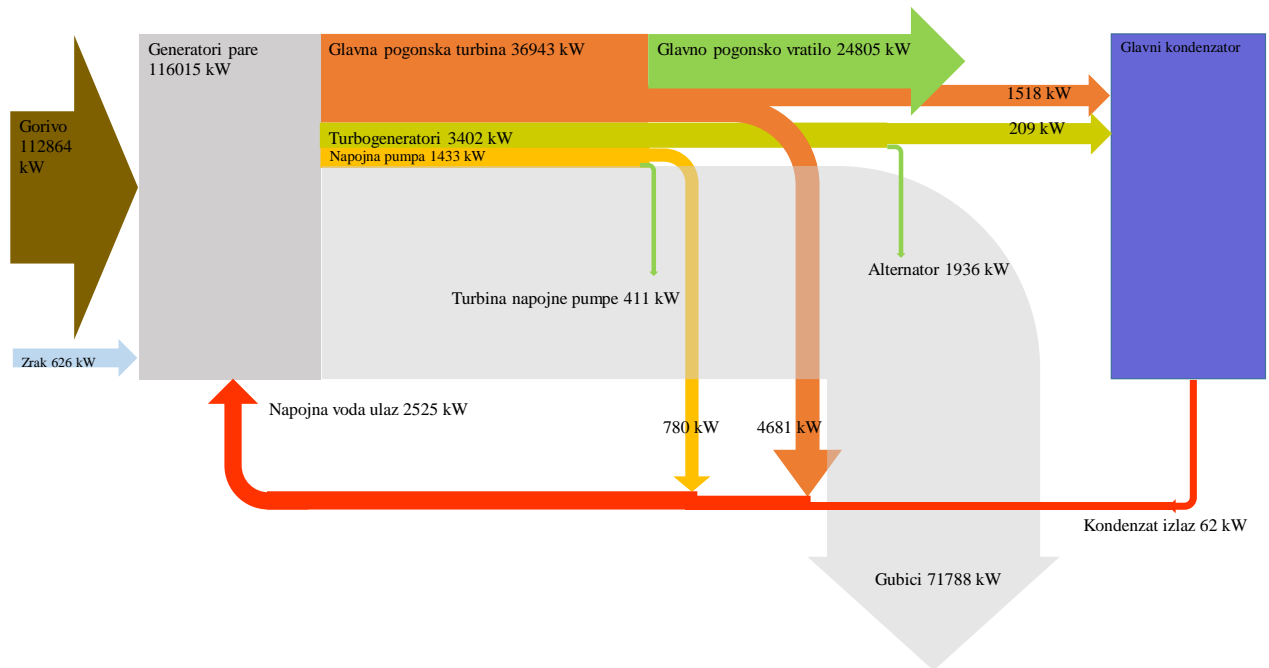 Generatori pare
116015 kW
Glavna pogonska turbina 36943 kW
Glavno pogonsko vratilo 24805 kW
Glavni kondenzator
1518 kW
Gorivo
112864
kW
Turbogeneratori 3402 kW
209 kW
Napojna pumpa 1433 kW
Alternator 1936 kW
Turbina napojne pumpe 411 kW
Zrak 626 kW
Napojna voda ulaz 2525 kW
780 kW
4681 kW
Kondenzat izlaz 62 kW
Gubici 71788 kW